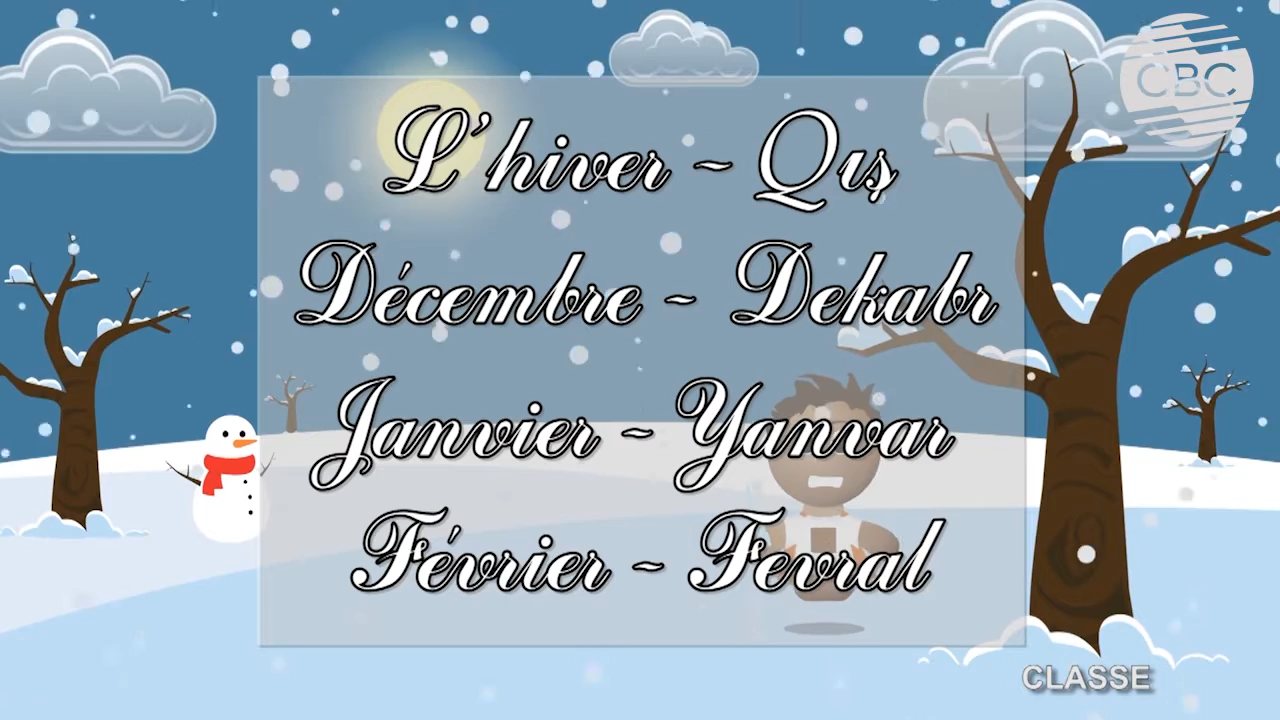 CBC
L'hiver ~ Qış
Décembre ~ Dekabr
Janvier ~ Yanvar
Février ~ Fevral
CLASSE